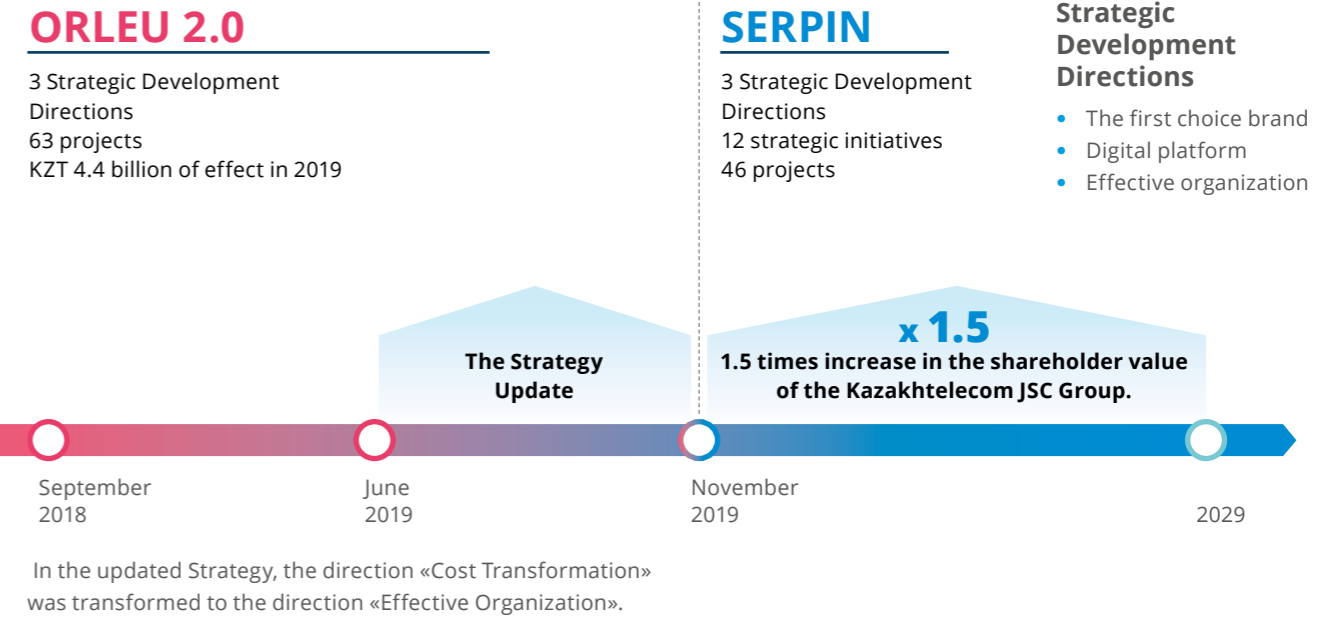 ORLEU 2.0
3 Strategic Development
Directions
63 projects
KZT 4.4 billion of effect in 2019
SERPIN
3 Strategic Development
Directions
12 strategic initiatives
46 projects
Strategic
Development
Directions
• The first choice brand
• Digital platform
• Effective organization
The Strategy
Update
x 1.5
1.5 times increase in the shareholder value
of the Kazakhtelecom JSC Group.
September
2018
June
2019
November
2019
2029
In the updated Strategy, the direction «Cost Transformation»
was transformed to the direction «Effective Organization».